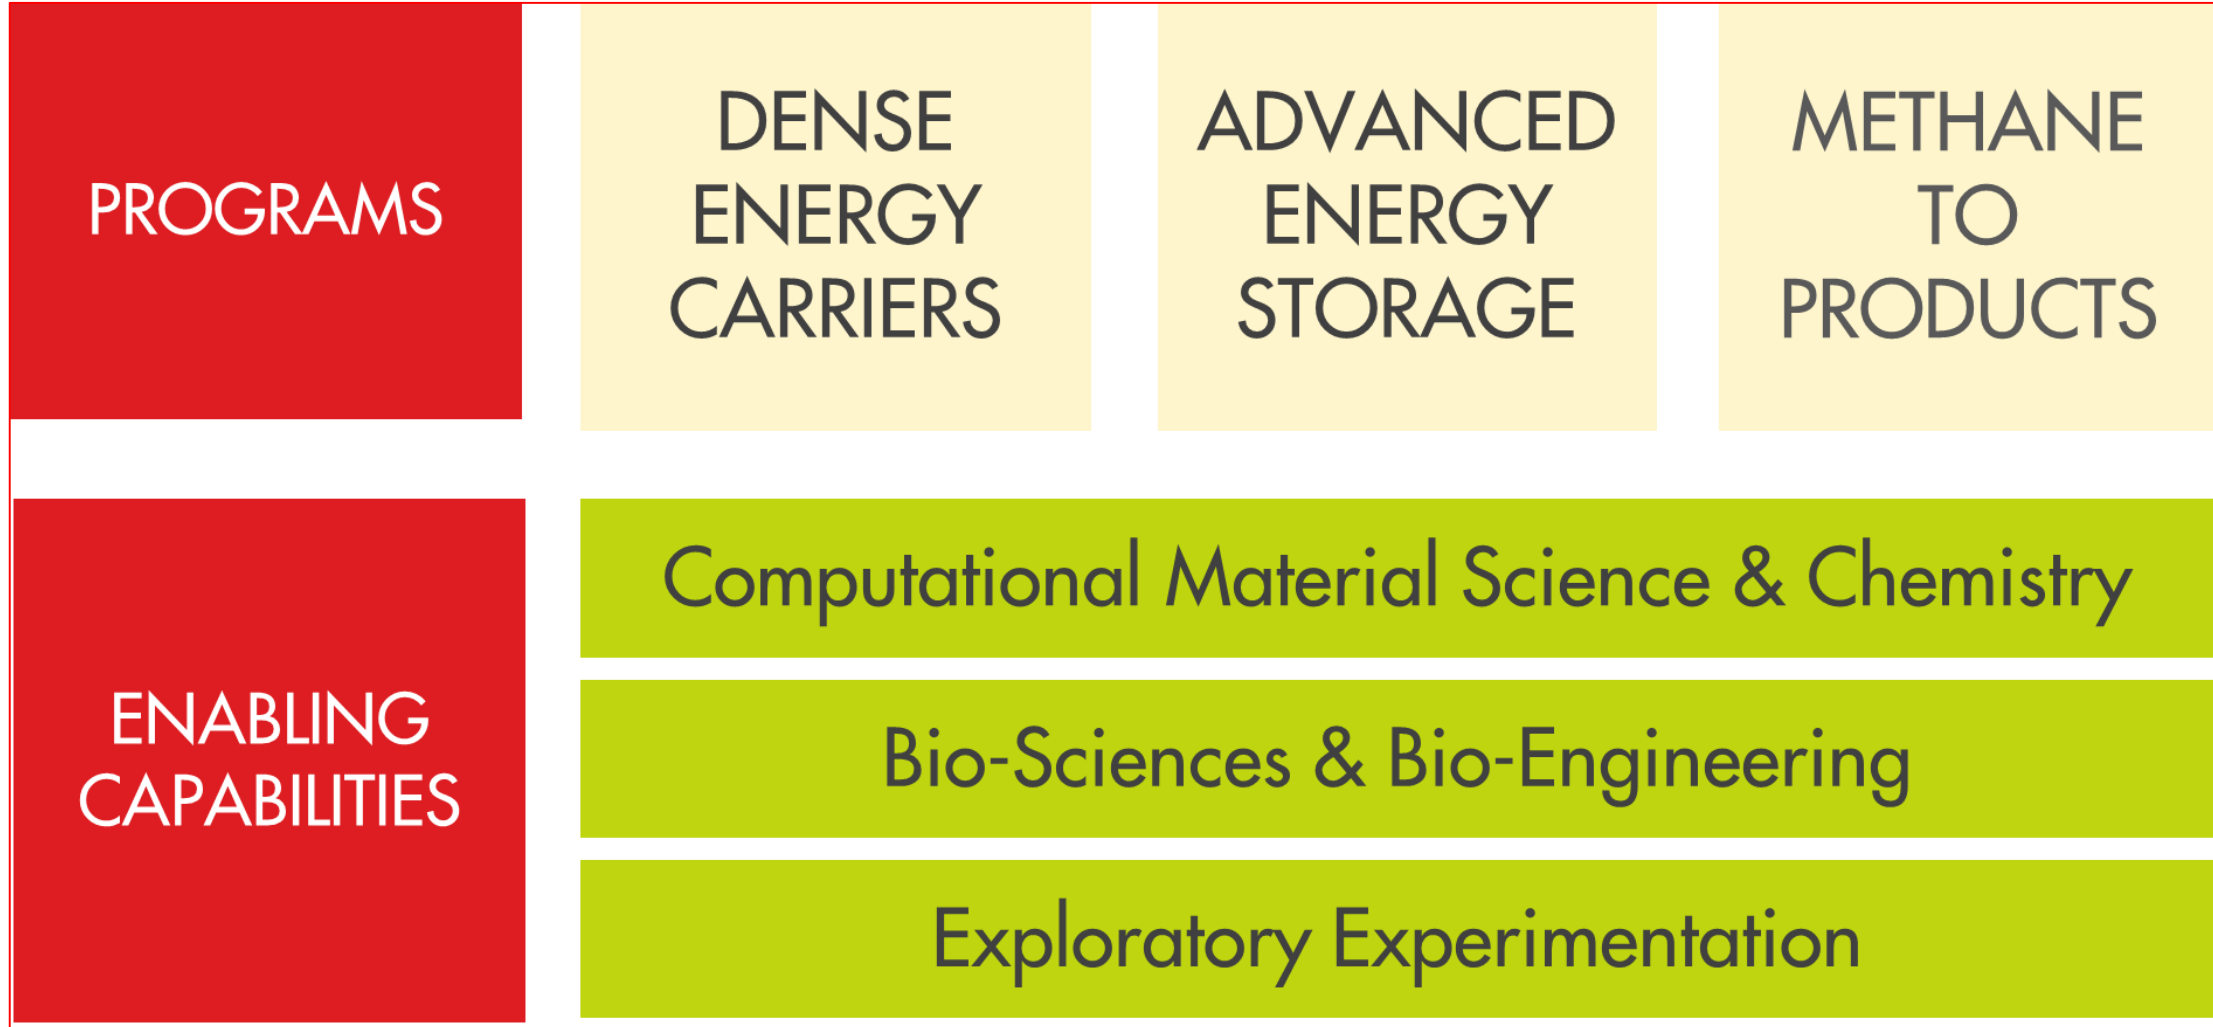 PROGRAMS
DENSE
ENERGY
CARRIERS
ADVANCED
ENERGY
STORAGE
METHANE
TO
PRODUCTS
ENABLING
CAPABILITIES
Computational Material Science & Chemistry
Bio-Sciences & Bio-Engineering
Exploratory Experimentation